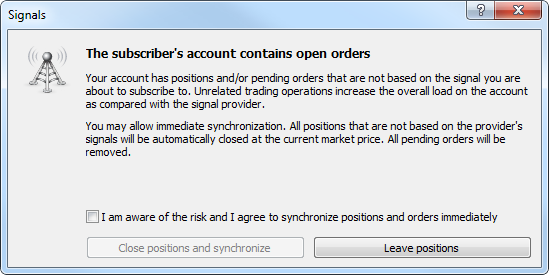 Signals
The subscriber's account contains open orders
Your account has positions and/or pending orders that are not based on the signal you are
about to subscribe to. Unrelated trading operations increase the overall load on the account
as compared with the signal provider.
You may allow immediate synchronization. All positions that are not based on the provider's
signals will be automatically closed at the current market price. All pending orders will be
removed.
I am aware of the risk and I agree to synchronize positions and orders immediately
Close positions and synchronize
Leave positions